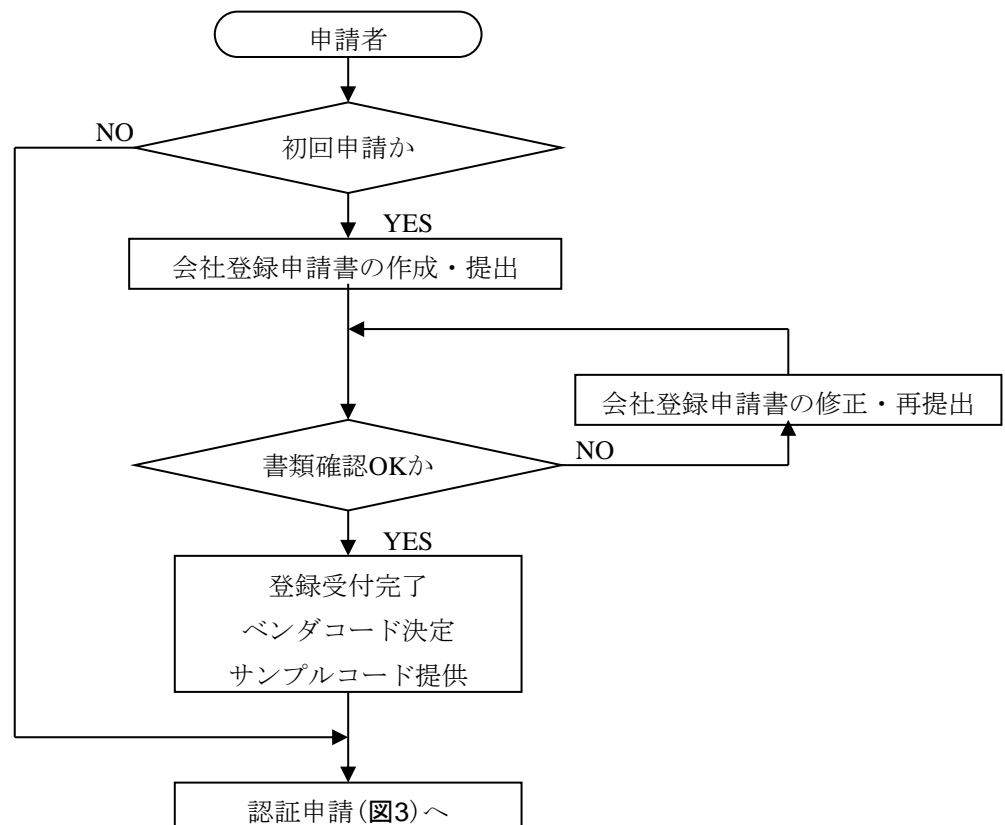 申請者
NO
初回申請か
YES
会社登録申請書の作成・提出
会社登録申請書の修正・再提出
書類確認OKか
NO
YES
登録受付完了
ベンダコード決定
サンプルコード提供
認証申請(図3)へ